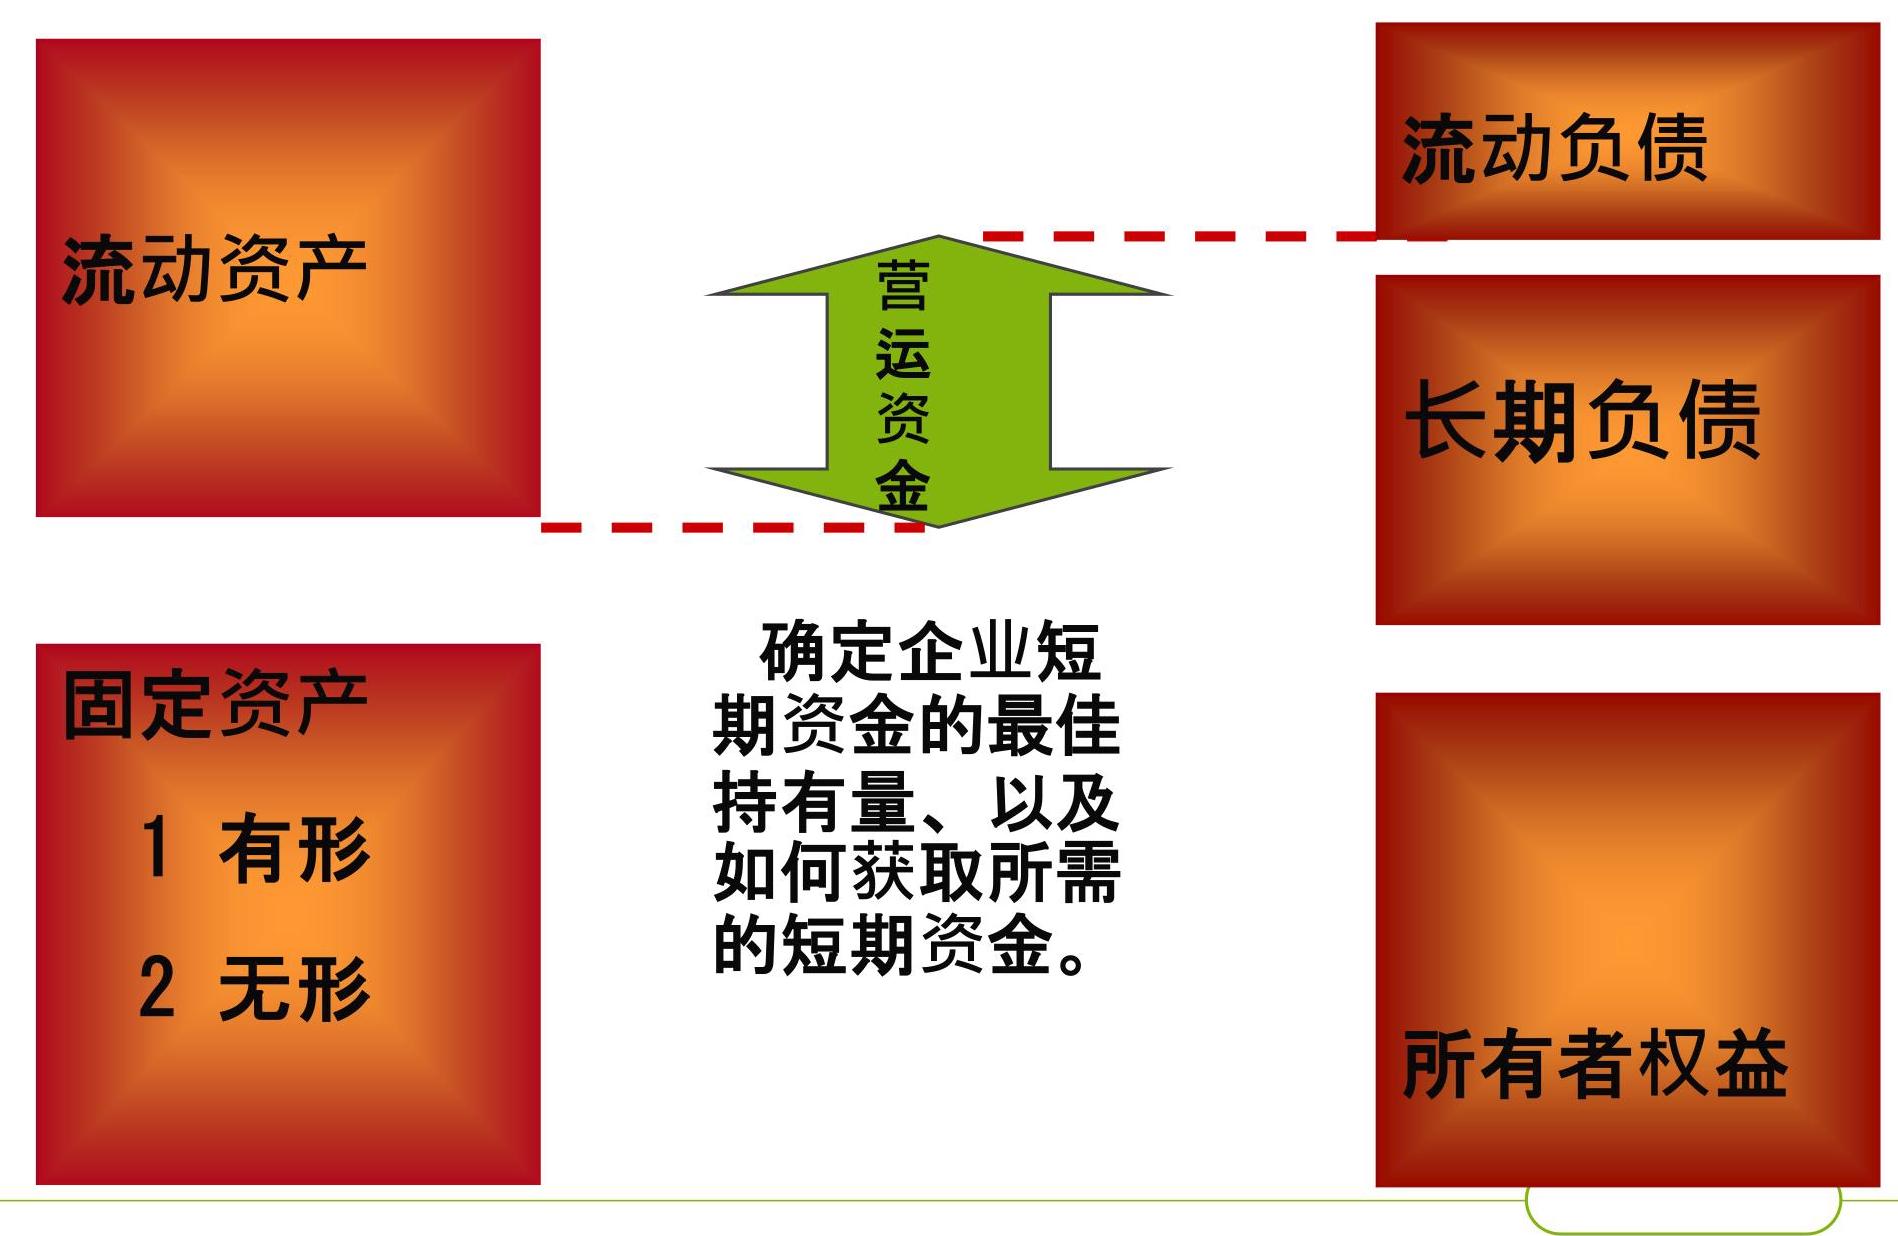 流动资产
固定资产
1 有形
2 无形
营
运
资
金
确定企业短
期资金的最佳
持有量、以及
如何获取所需
的短期资金。
流动负债
长期负债
所有者权益